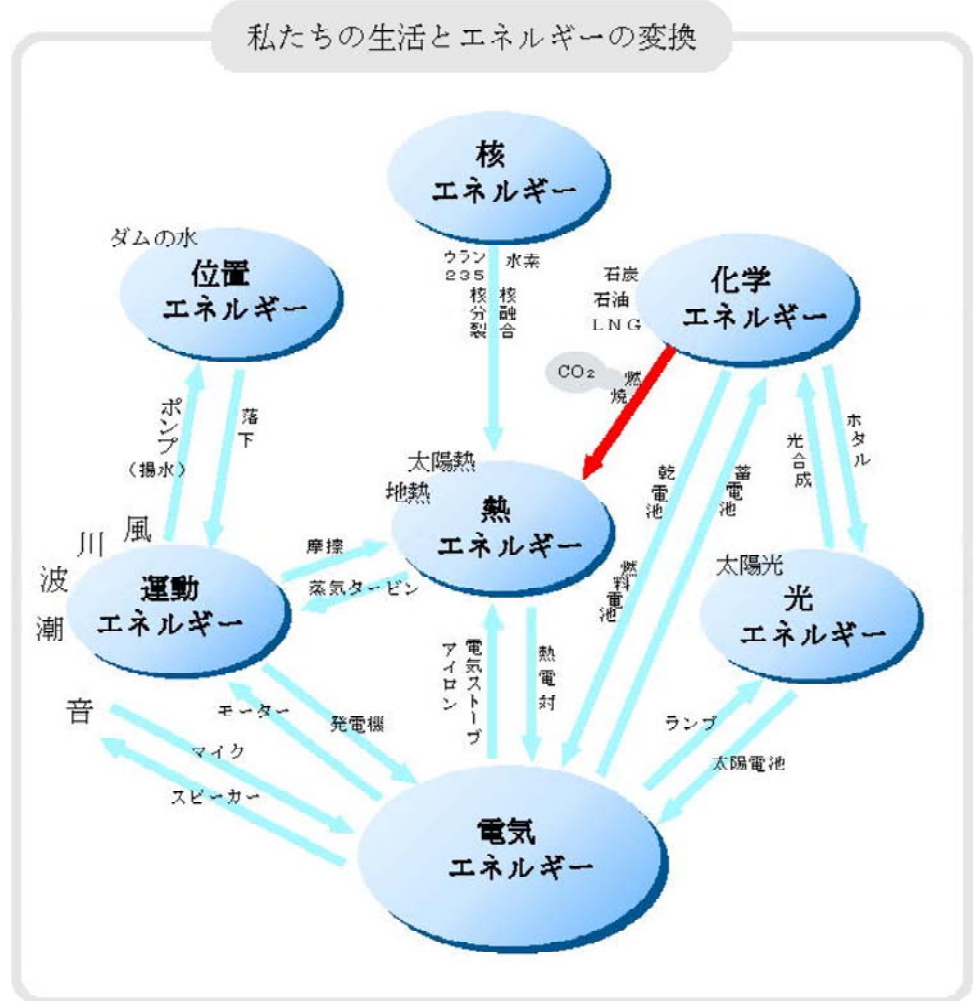 私たちの生活とエネルギーの変換
核
エネルギー
ダムの水
位置
エネルギー
ウラン
235
水素
核分裂
核融合
石炭
石油
LNG
化学
エネルギー
CO₂
燃焼
ポンプ
(揚水)
落下
太陽熱
地熱
熱
エネルギー
乾電池
燃料電池
蓄電池
光合成
ホタル
風
川
波
潮
運動
エネルギー
摩擦
蒸気タービン
太陽光
光
エネルギー
電気ストーブ
アイロン
熱電対
音
モーター
発電機
マイク
スピーカー
ランプ
太陽電池
電気
エネルギー